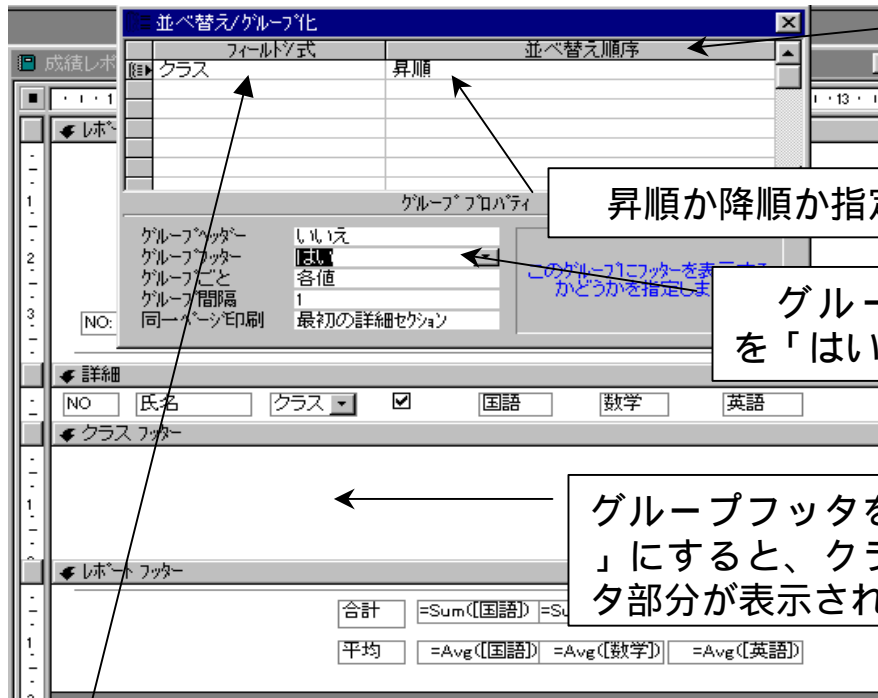 並べ替え/グループ化
フィールド/式 並べ替え順序
クラス 昇順
成績レポ
レポート
グループ プロパティ
昇順か降順か指定
グループ ヘッダー いいえ
グループ フッター はい
グループごと 各値
グループ間隔 1
同一ページ印刷 最初の詳細セクション
このグループにフッターを表示する
かどうかを指定しま
グルー
を「はい
NO:
詳細
NO 氏名 クラス 国語 数学 英語
クラス フッター
グループフッタを
」にすると、クラ
タ部分が表示され
レポート フッター
合計 =Sum([国語]) =Su
平均 =Avg([国語]) =Avg([数学]) =Avg([英語])